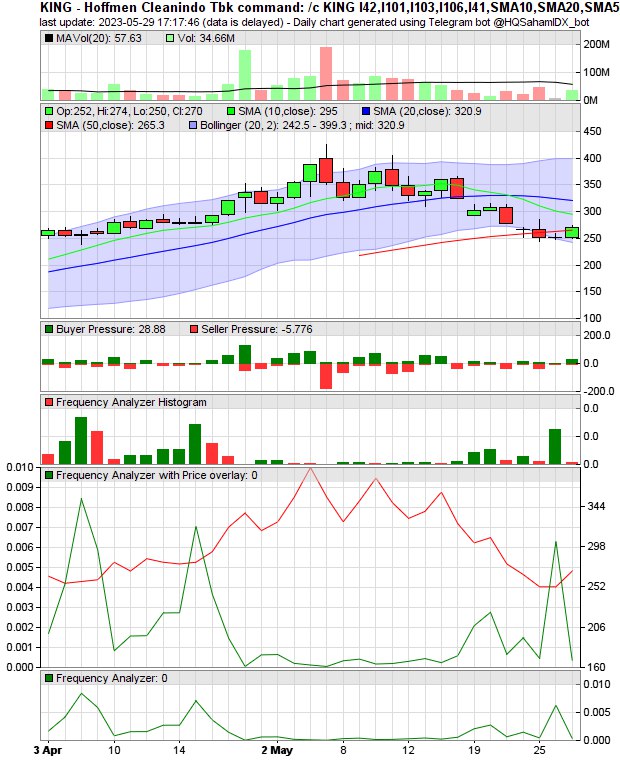 KING - Hoffmen Cleanindo Tbk command: /c KING I42,I101,I103,I106,I41,SMA10,SMA20,SMA5
last update: 2023-05-29 17:17:46 (data is delayed) - Daily chart generated using Telegram bot @HQSahamIDX_bot
MAVol(20): 57.63 Vol: 34.66M
200M
100M
0M
Op:252, Hi:274, Lo:250, Cl:270 SMA (10,close): 295 SMA (20,close): 320.9
SMA (50,close): 265.3 Bollinger (20, 2): 242.5 - 399.3 ; mid: 320.9
450
400
350
300
250
200
150
100
Buyer Pressure: 28.88 Seller Pressure: -5.776
200.0
0.0
-200.0
Frequency Analyzer Histogram
0.0
0.0
0.010
Frequency Analyzer with Price overlay: 0
0.009
0.008
0.007
0.006
0.005
0.004
0.003
0.002
0.001
0.000
344
298
252
206
160
Frequency Analyzer: 0
0.010
0.005
0.000
3 Apr 10 14 2 May 8 12 19 25